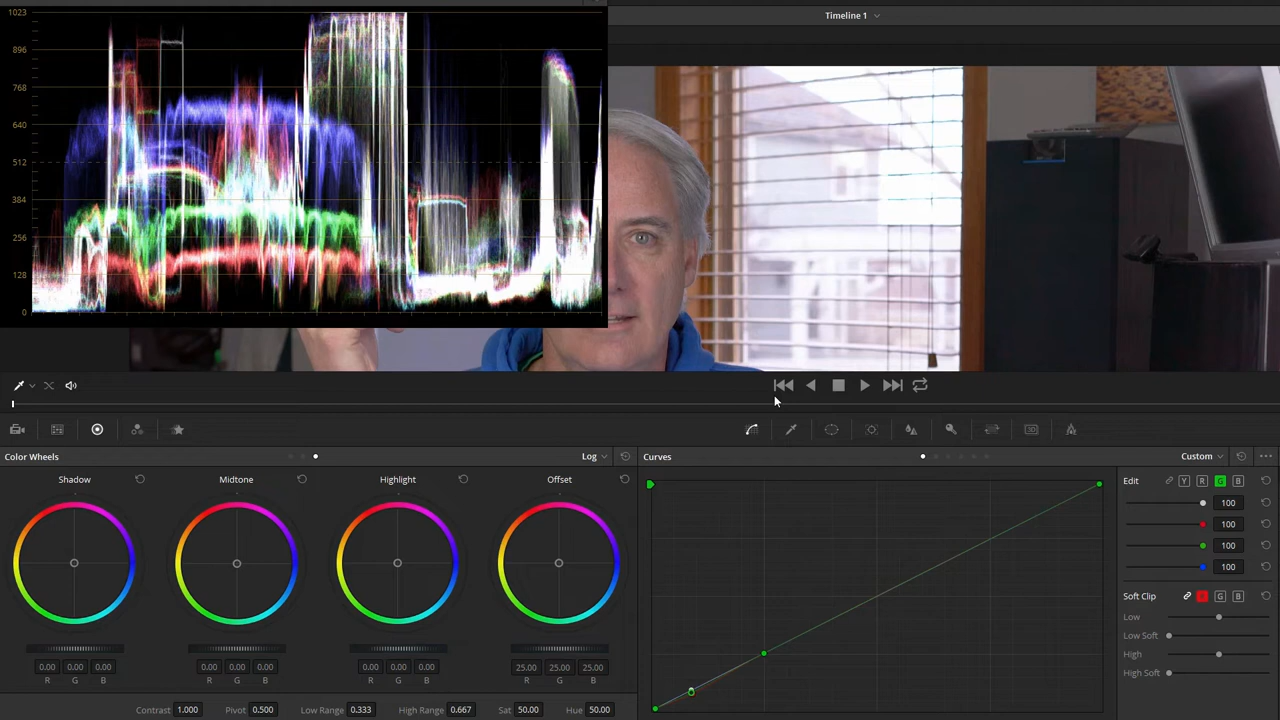 1023
Timeline 1
896
768
640
512
384
256
128
0
Color Wheels
Log
Curves
Custom
Shadow
Midtone
Highlight
Offset
Edit
Y
R
G
B
100
100
100
100
Soft Clip
R
G
B
Low
Low Soft
High
High Soft
0.00 0.00 0.00
0.00 0.00 0.00
0.00 0.00 0.00
25.00 25.00 25.00
R G B
R G B
R G B
R G B
Contrast 1.000 Pivot 0.500 Low Range 0.333 High Range 0.667 Sat 50.00 Hue 50.00